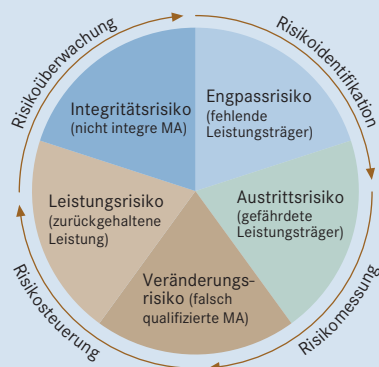 Risikoüberwachung
Risikoidentifikation
Integritätsrisiko
(nicht integre MA)
Engpassrisiko
(fehlende
Leistungsträger)
Leistungsrisiko
(zurückgehaltene
Leistung)
Austrittsrisiko
(gefährdete
Leistungsträger)
Veränderungs-
risiko (falsch
qualifizierte MA)
Risikosteuerung
Risikomessung